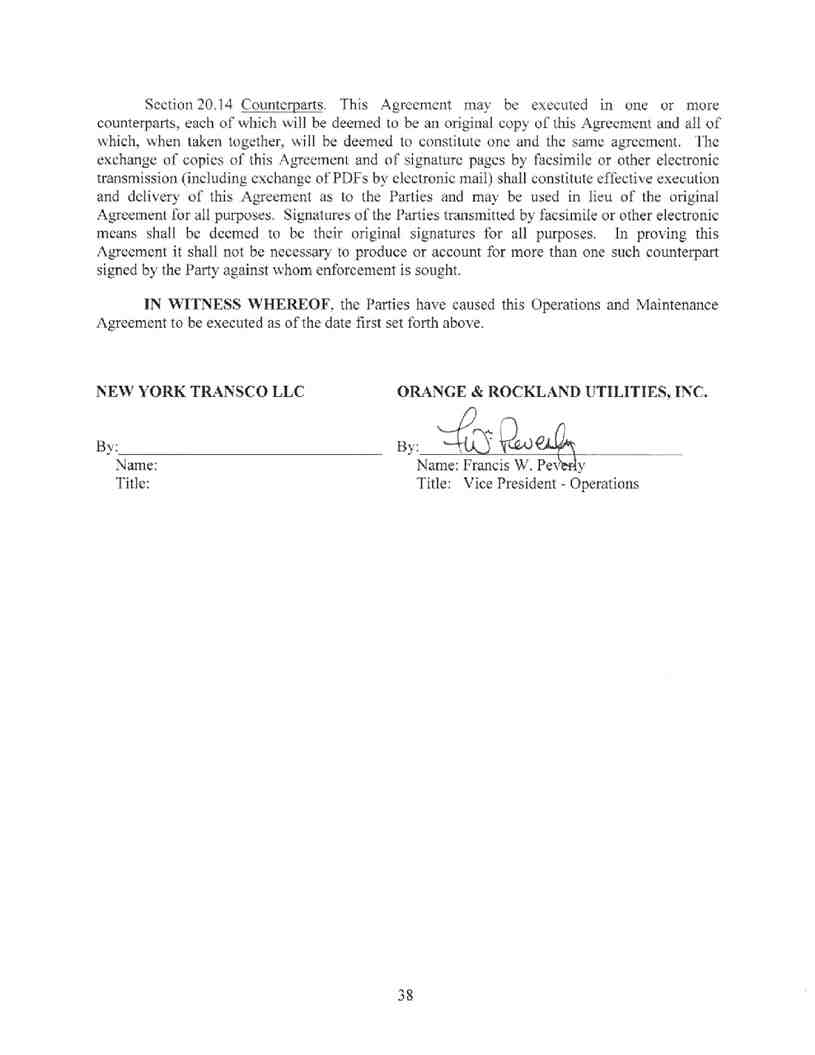 Section 20.14 Counterparts. This Agreement may be executed in one or more
counterparts, each of which will be deemed to be an original copy of this Agreement and all of
which, when taken together, will be deemed to constitute one and the same agreement. The
exchange of copies of this Agreement and of signature pages by facsimile or other electronic
transmission (including exchange of PDFs by electronic mail) shall constitute effective execution
and delivery of this Agreement as to the Parties and may be used in lieu of the original
Agreement for all purposes. Signatures of the Parties transmitted by facsimile or other electronic
means shall be deemed to be their original signatures for all purposes. In proving this
Agreement it shall not be necessary to produce or account for more than one such counterpart
signed by the Party against whom enforcement is sought.
IN WITNESS WHEREOF, the Parties have caused this Operations and Maintenance
Agreement to be executed as of the date first set forth above.
NEW YORK TRANSCO LLC
By:
Name:
Title:
ORANGE & ROCKLAND UTILITIES, INC.
By: FW Peverly
Name: Francis W. Peverly
Title: Vice President - Operations
38